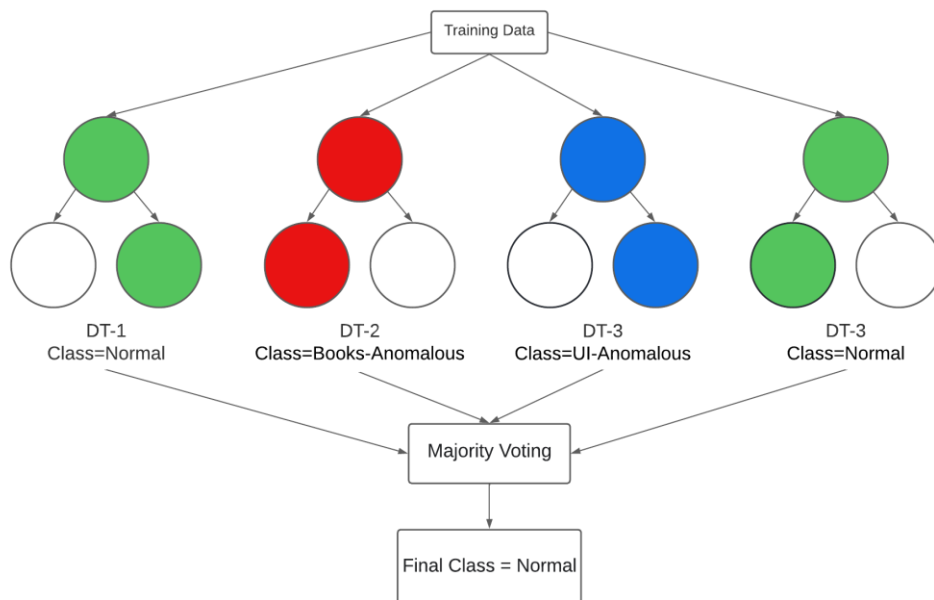 Training Data
DT-1
Class=Normal
DT-2
Class=Books-Anomalous
DT-3
Class=UI-Anomalous
DT-3
Class=Normal
Majority Voting
Final Class = Normal